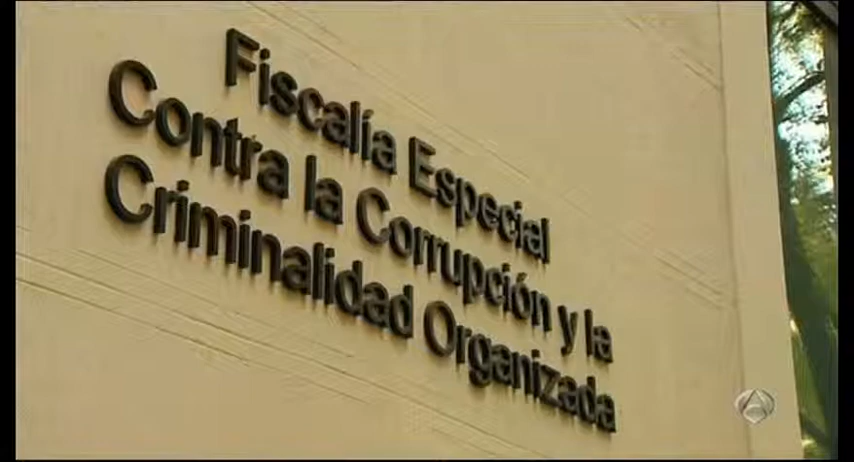 Fiscalía Especial
Contra la Corrupción y la
Criminalidad Organizada